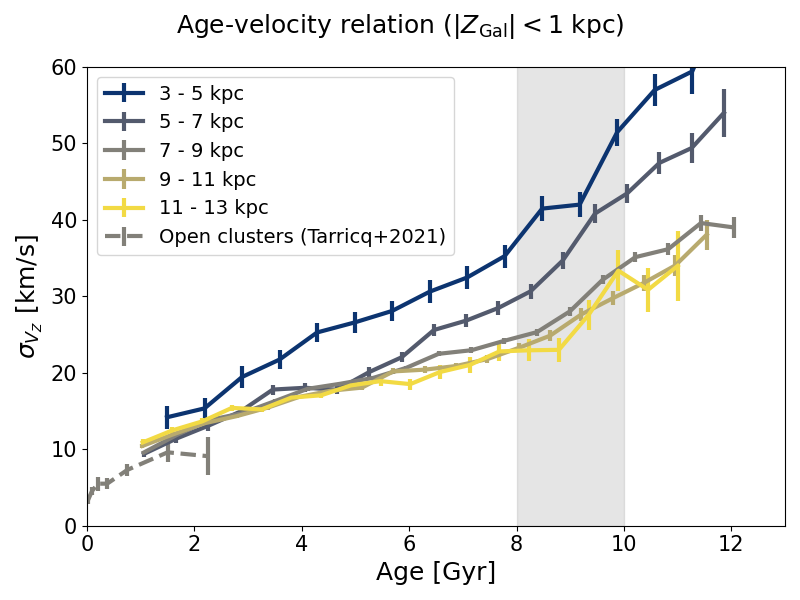 Age-velocity relation (|Z_Gal| < 1 kpc)
60
50
40
30
20
10
0
σ_{V_Z} [km/s]
3 - 5 kpc
5 - 7 kpc
7 - 9 kpc
9 - 11 kpc
11 - 13 kpc
Open clusters (Tarricq+2021)
0 2 4 6 8 10 12
Age [Gyr]